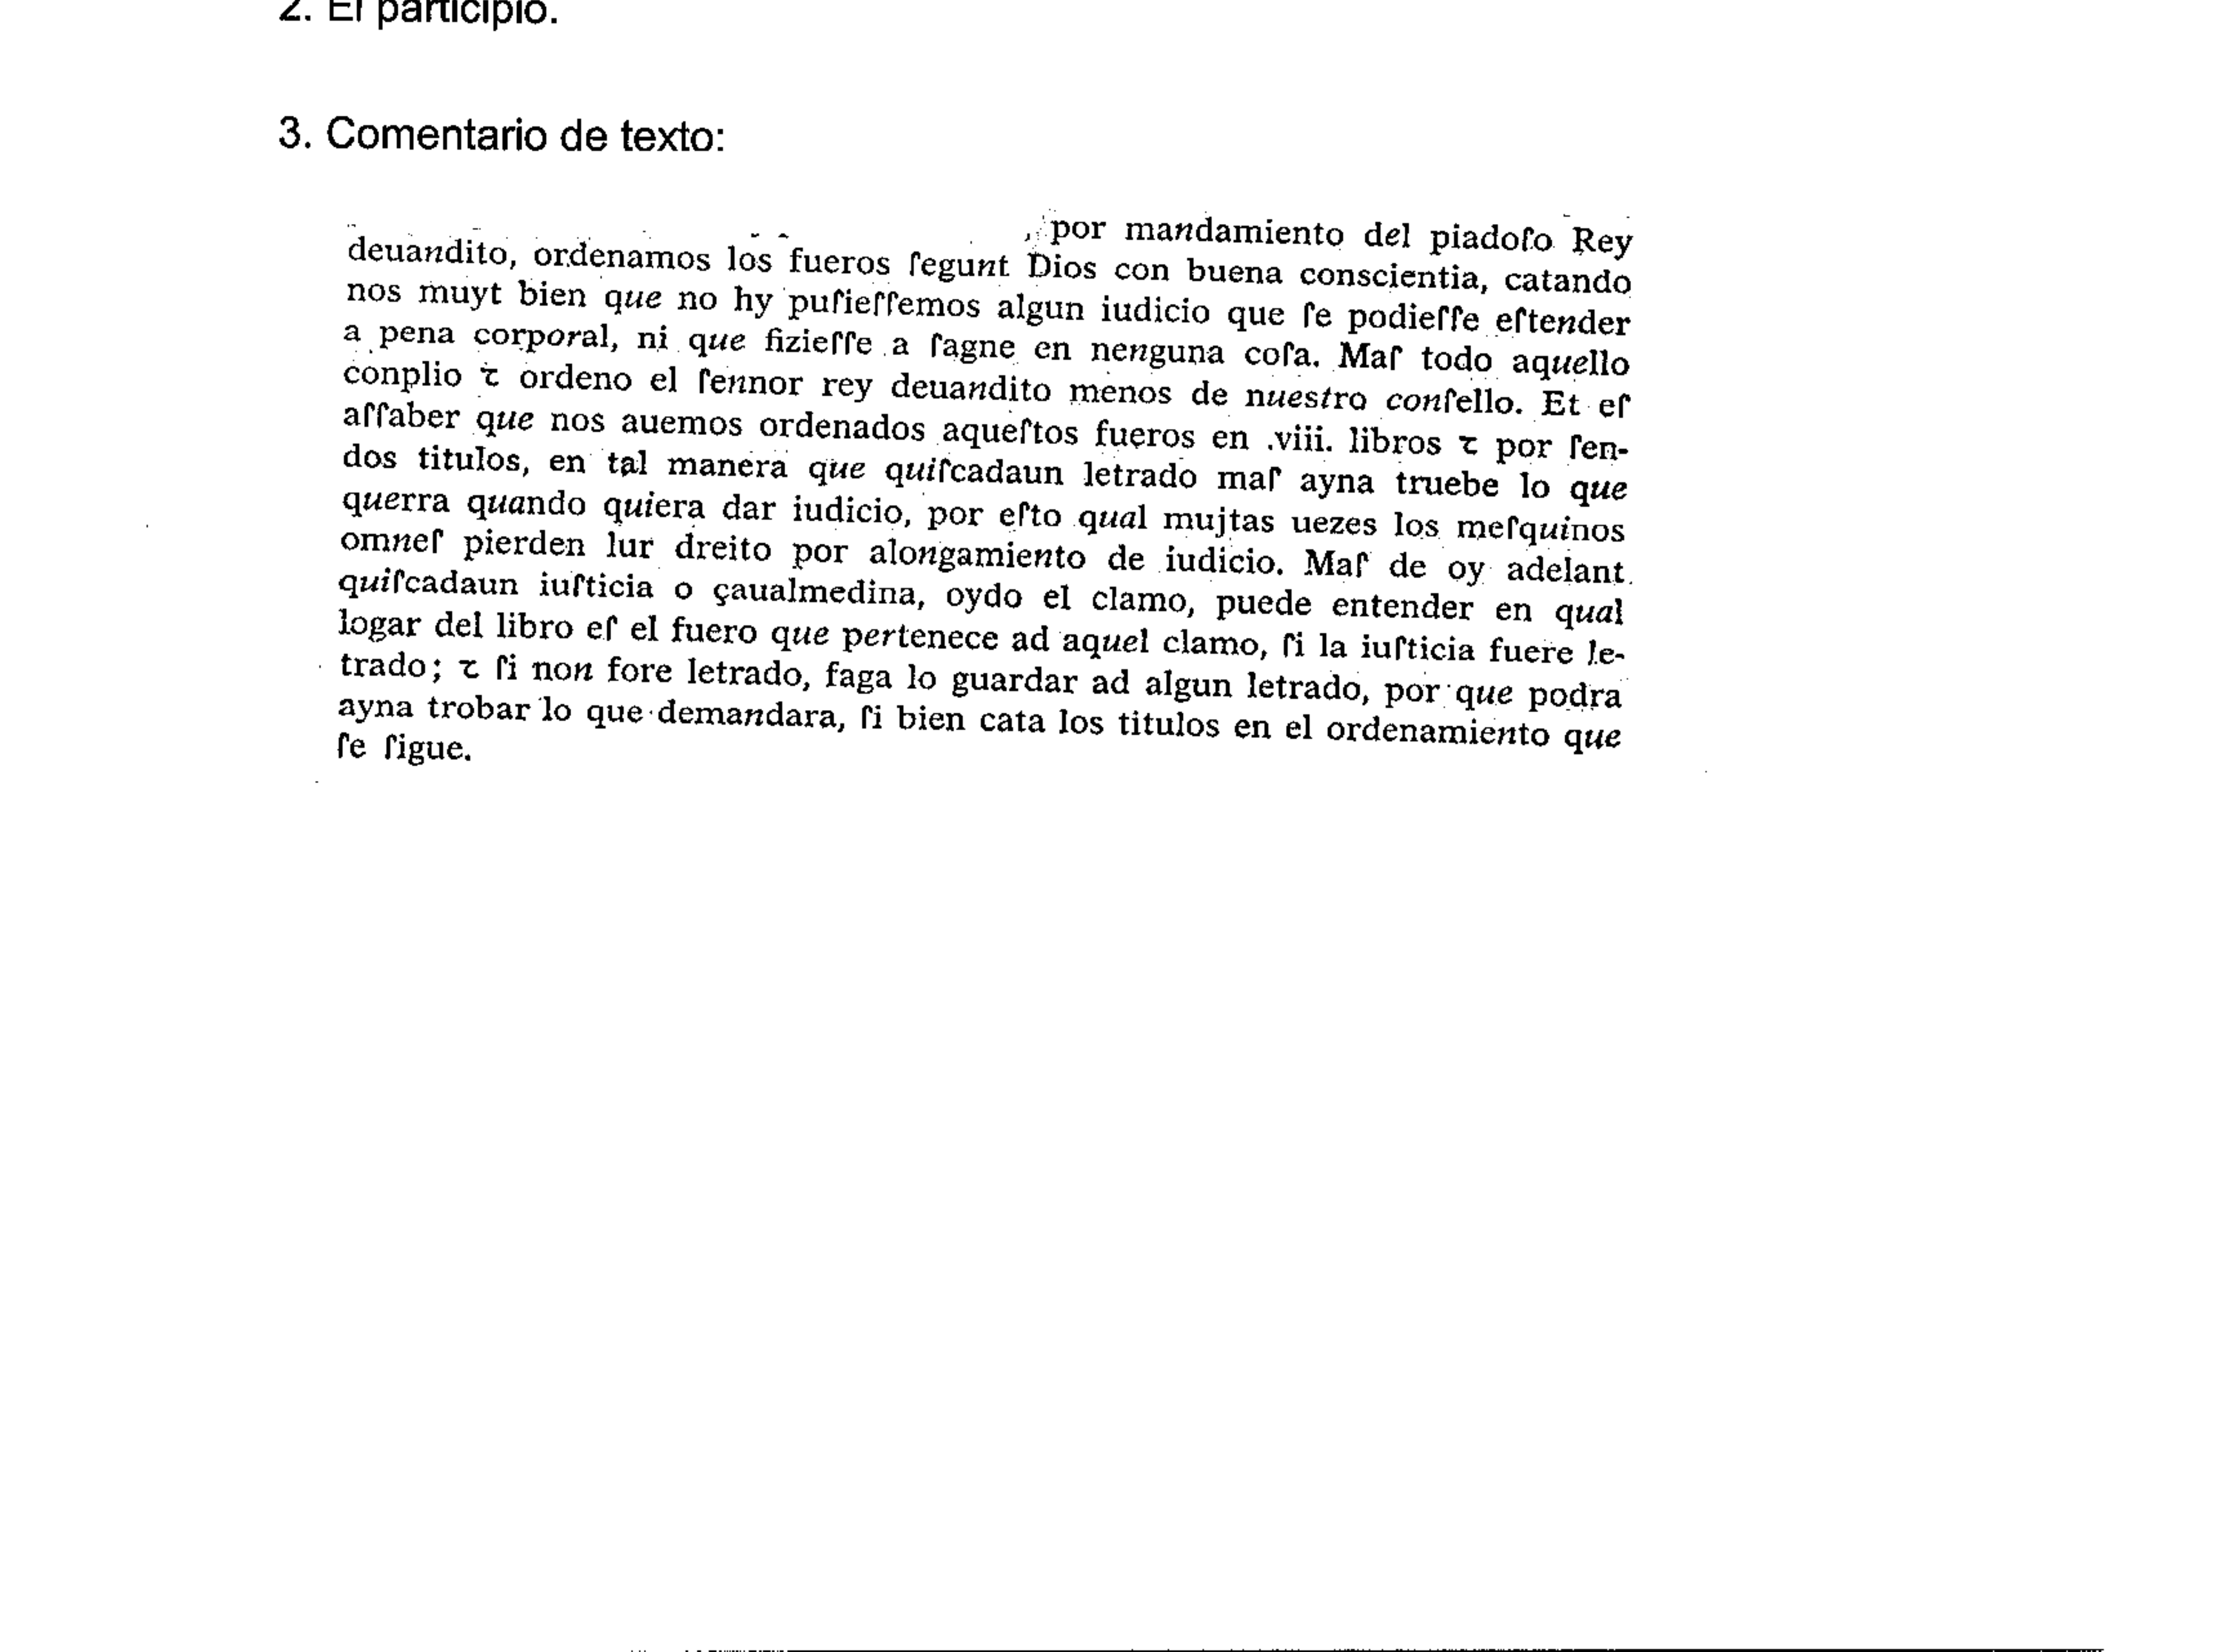 2. El participio.
3. Comentario de texto:
por mandamiento del piadoſo Rey
deuandito, ordenamos los fueros ſegunt Dios con buena conscientia, catando
nos muyt bien que no hy puſieſſemos algun iudicio que ſe podieſſe eſtender
a pena corporal, ni que fizieſſe a ſagne en nenguna coſa. Maſ todo aquello
conplio ⁊ ordeno el ſennor rey deuandito menos de nuestro conſello. Et eſ
aſſaber que nos auemos ordenados aqueſtos fueros en .viii. libros ⁊ por ſen-
dos titulos, en tal manera que quiſcadaun letrado maſ ayna truebe lo que
querra quando quiera dar iudicio, por eſto qual mujtas uezes los meſquinos
omneſ pierden lur dreito por alongamiento de iudicio. Maſ de oy adelant
quiſcadaun iuſticia o çaualmedina, oydo el clamo, puede entender en qual
logar del libro eſ el fuero que pertenece ad aquel clamo, ſi la iuſticia fuere le-
trado; ⁊ ſi non fore letrado, faga lo guardar ad algun letrado, por que podra
ayna trobar lo que demandara, ſi bien cata los titulos en el ordenamiento que
ſe ſigue.